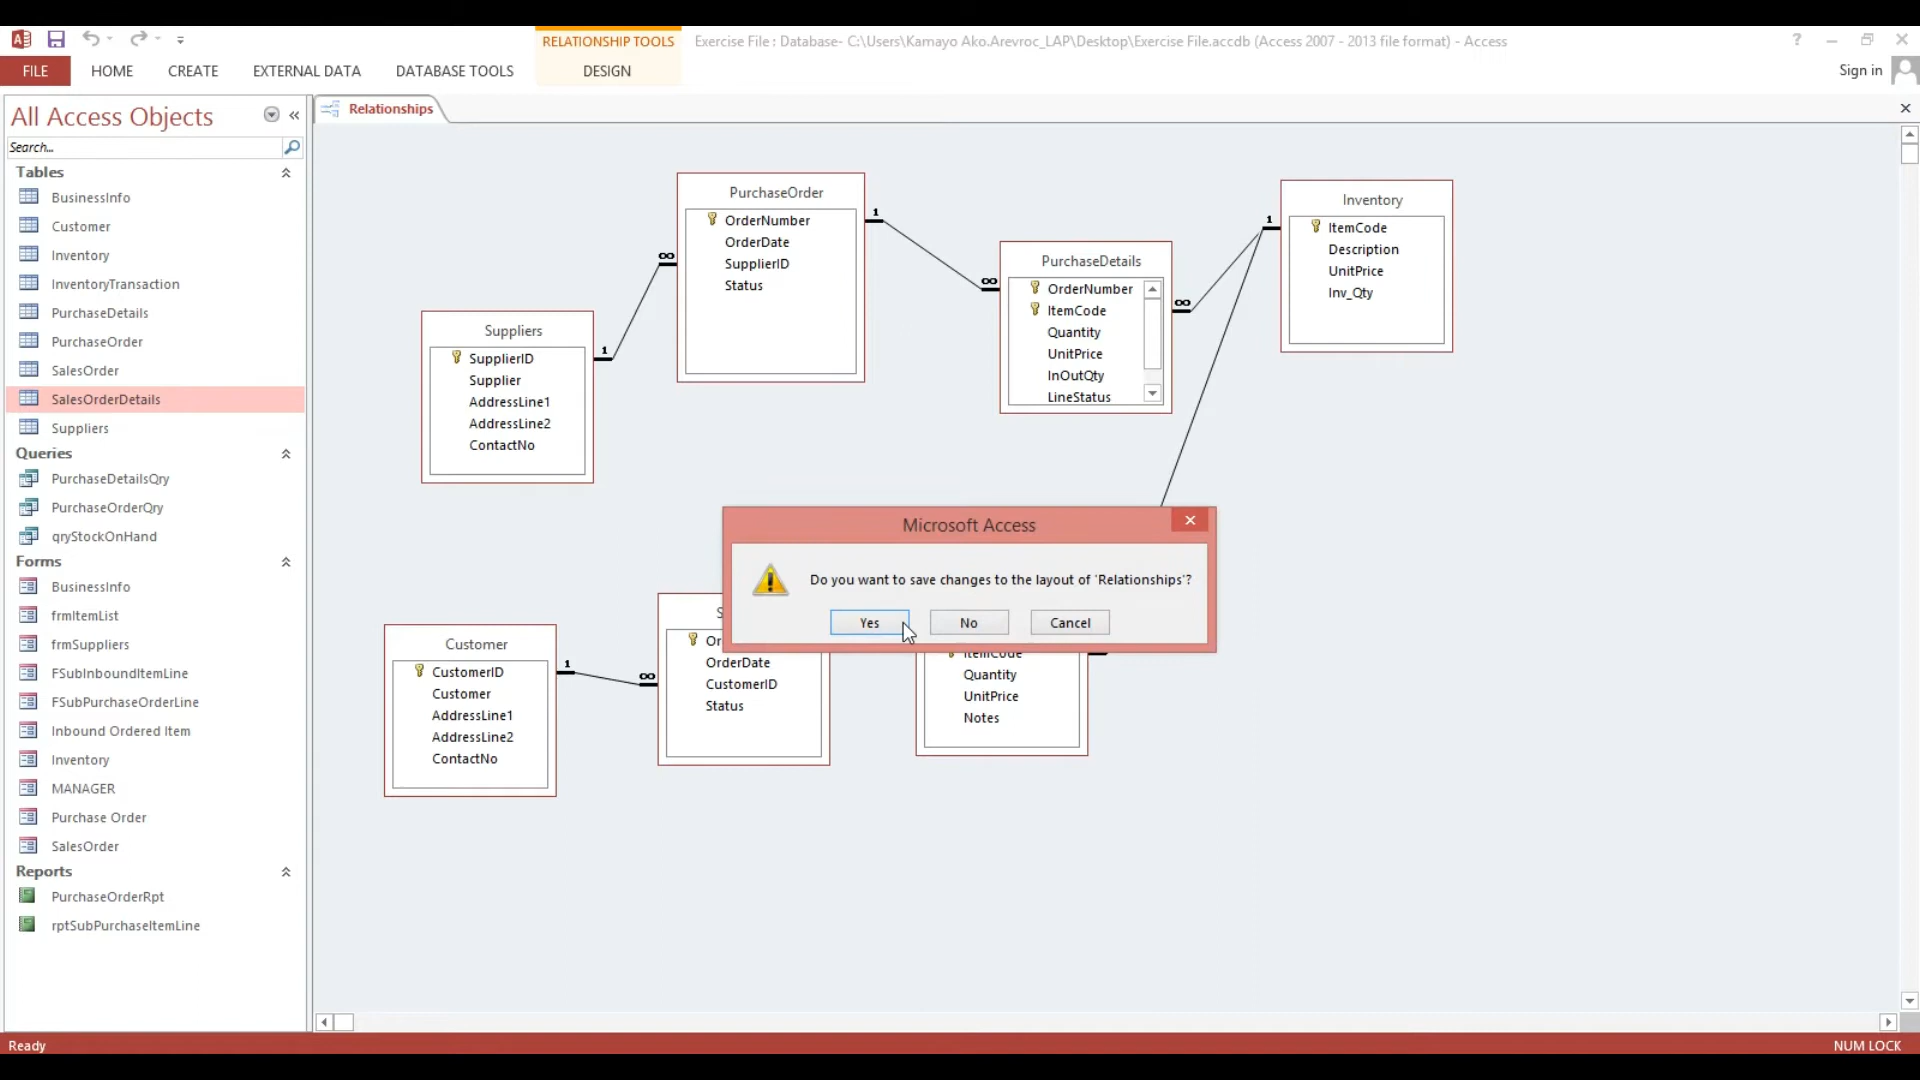 RELATIONSHIP TOOLS
Exercise File : Database- C:\Users\Kamayo Ako.Arevroc_LAP\Desktop\Exercise File.accdb (Access 2007 - 2013 file format) - Access
?
FILE
HOME
CREATE
EXTERNAL DATA
DATABASE TOOLS
DESIGN
Sign in
All Access Objects
Search...
Tables
BusinessInfo
Customer
Inventory
InventoryTransaction
PurchaseDetails
PurchaseOrder
SalesOrder
SalesOrderDetails
Suppliers
Queries
PurchaseDetailsQry
PurchaseOrderQry
qryStockOnHand
Forms
BusinessInfo
frmItemList
frmSuppliers
FSubInboundItemLine
FSubPurchaseOrderLine
Inbound Ordered Item
Inventory
MANAGER
Purchase Order
SalesOrder
Reports
PurchaseOrderRpt
rptSubPurchaseItemLine
Relationships
PurchaseOrder
OrderNumber
OrderDate
SupplierID
Status
1
∞
Suppliers
SupplierID
Supplier
AddressLine1
AddressLine2
ContactNo
1
PurchaseDetails
OrderNumber
ItemCode
Quantity
UnitPrice
InOutQty
LineStatus
∞
∞
Inventory
ItemCode
Description
UnitPrice
Inv_Qty
1
Microsoft Access
Do you want to save changes to the layout of 'Relationships'?
Yes
No
Cancel
Customer
CustomerID
Customer
AddressLine1
AddressLine2
ContactNo
1
∞
S
Or
OrderDate
CustomerID
Status
ItemCode
Quantity
UnitPrice
Notes
Ready
NUM LOCK